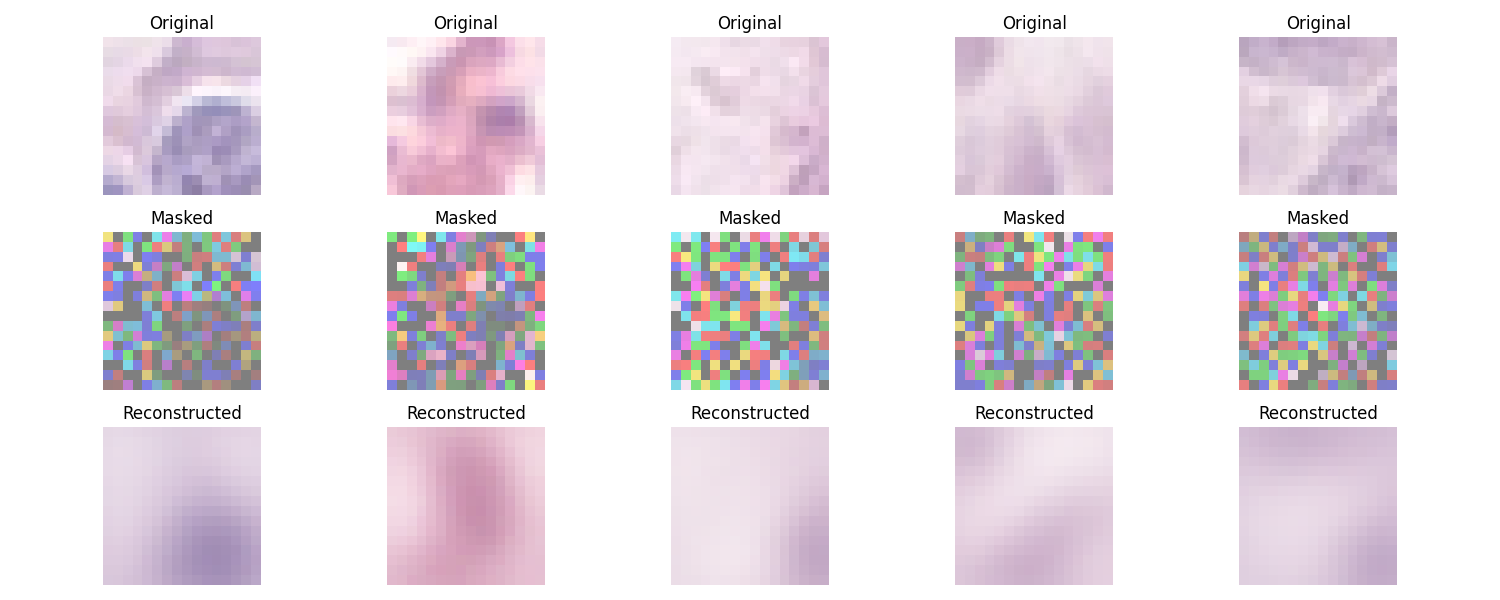 Original Original Original Original Original
Masked Masked Masked Masked Masked
Reconstructed Reconstructed Reconstructed Reconstructed Reconstructed